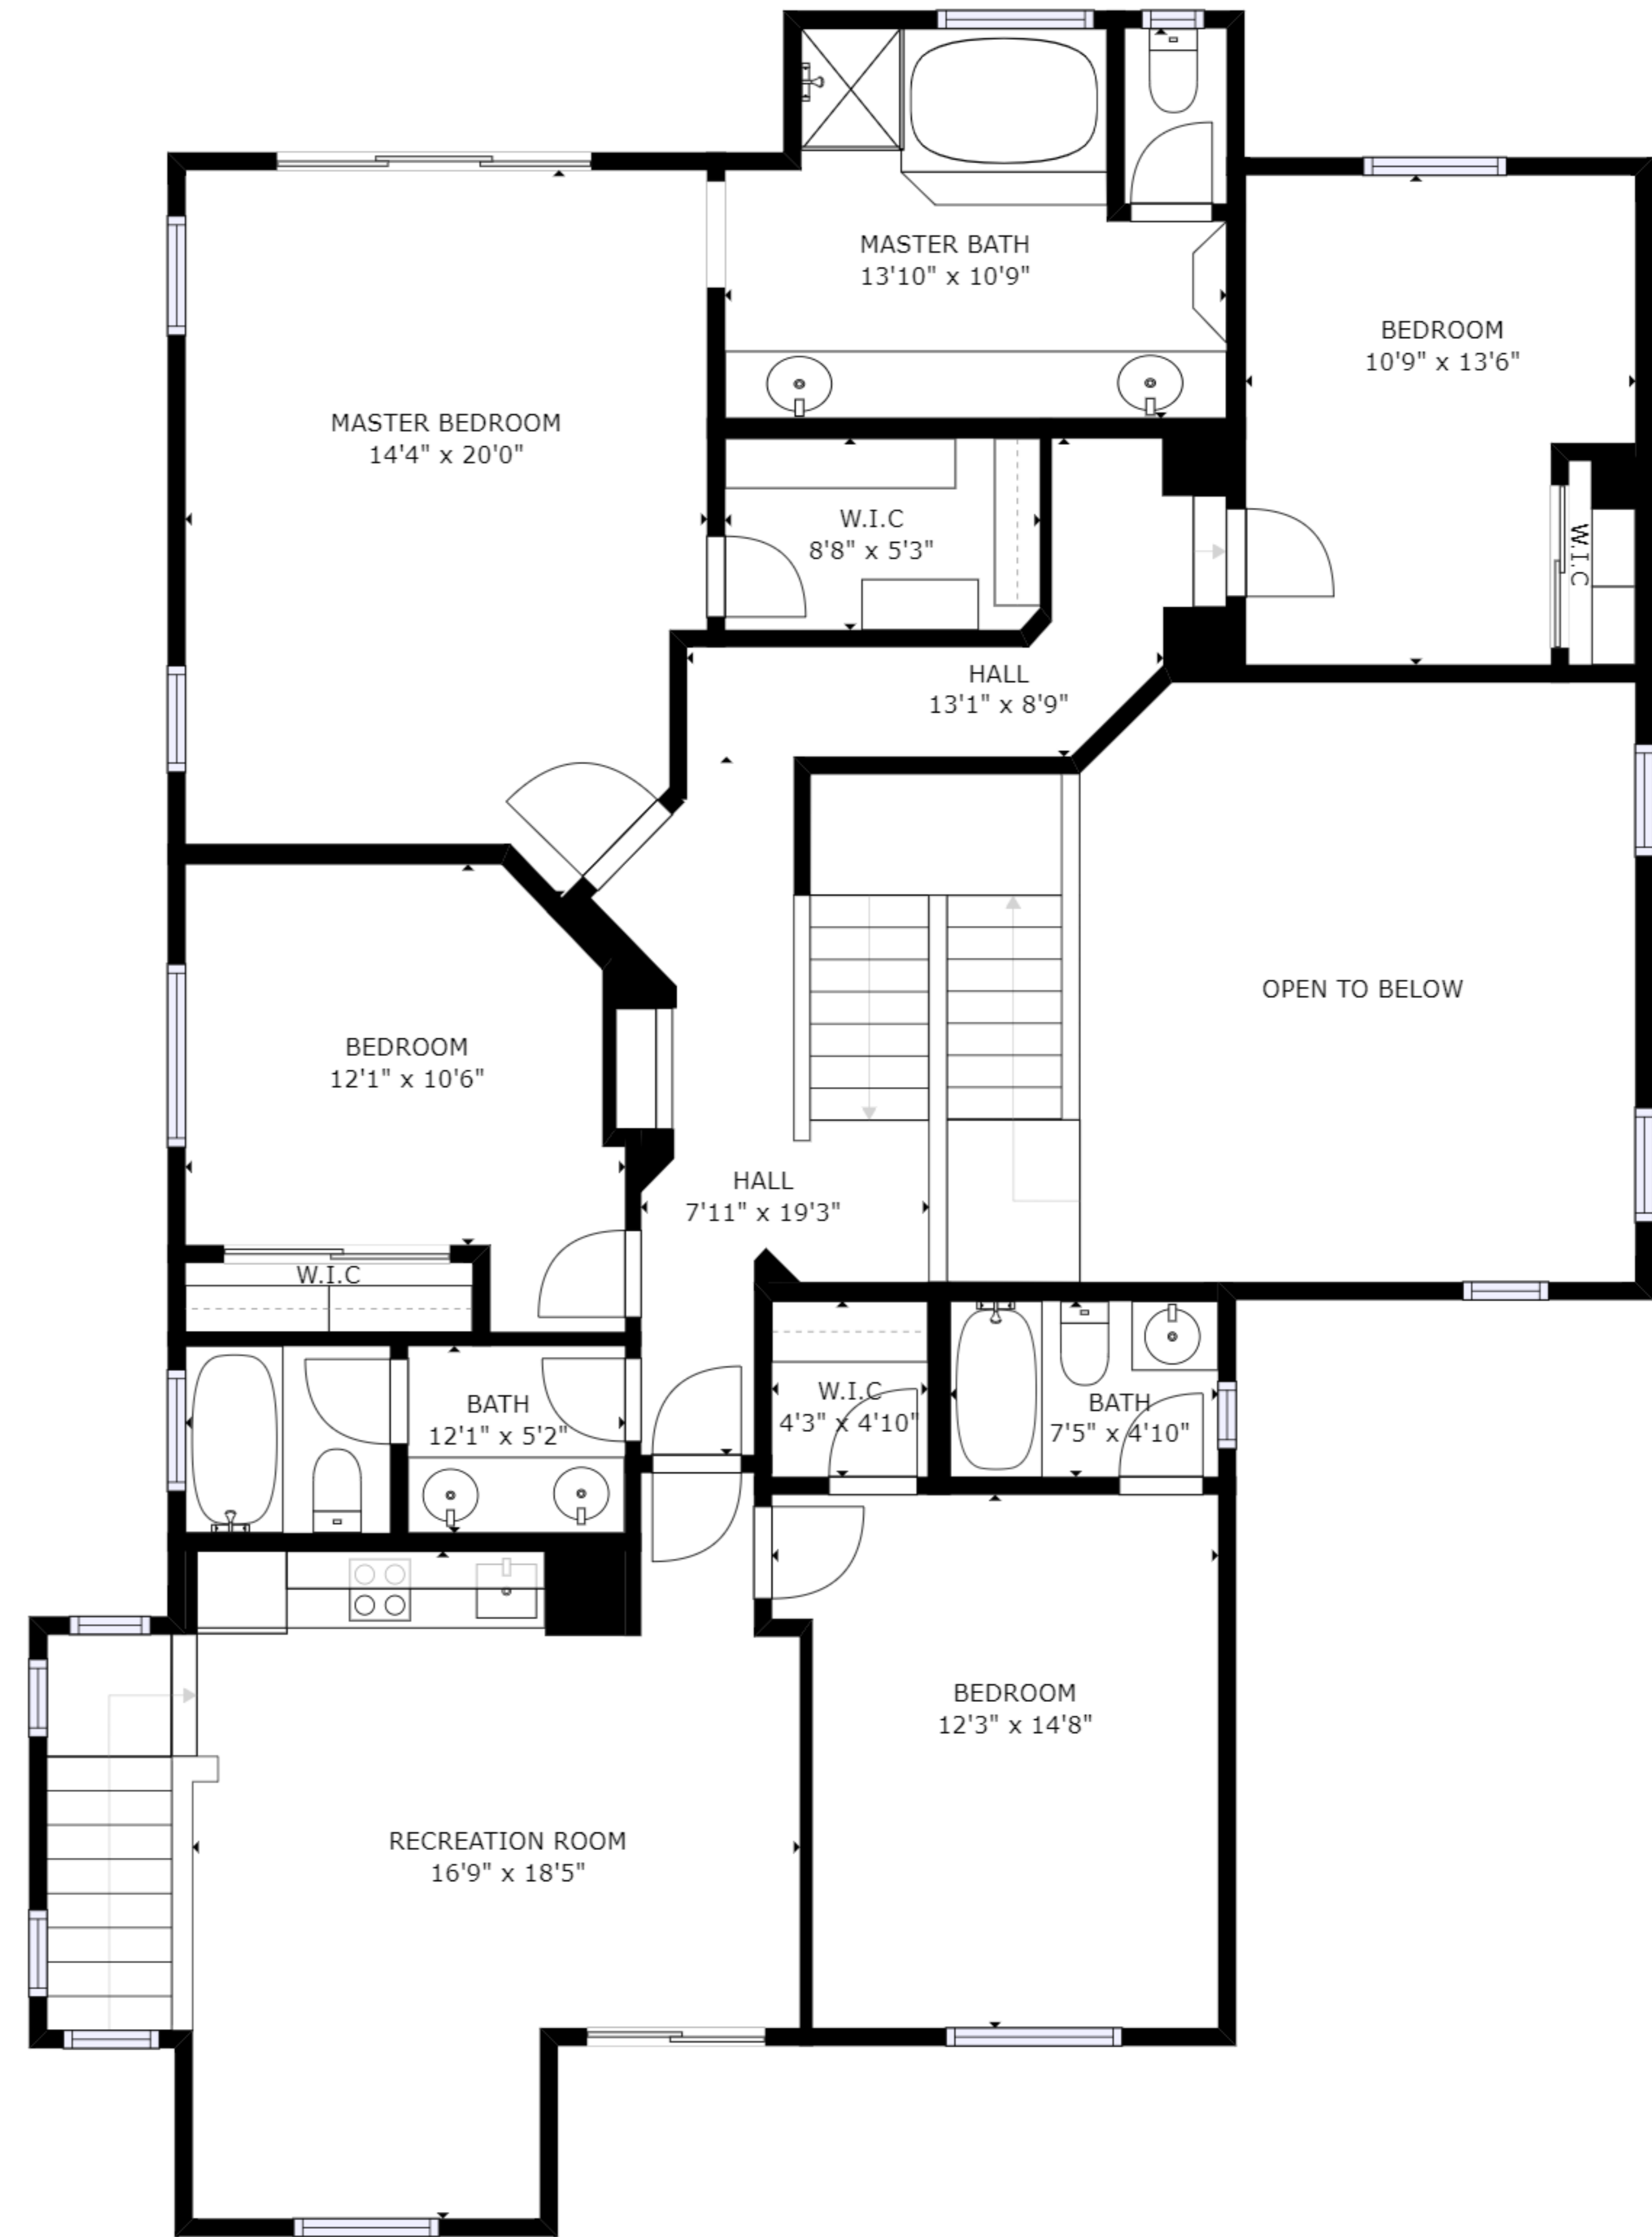 MASTER BATH
13'10" x 10'9"
BEDROOM
10'9" x 13'6"
MASTER BEDROOM
14'4" x 20'0"
W.I.C
8'8" x 5'3"
W.I.C
HALL
13'1" x 8'9"
OPEN TO BELOW
BEDROOM
12'1" x 10'6"
HALL
7'11" x 19'3"
W.I.C
W.I.C
4'3" x 4'10"
BATH
7'5" x 4'10"
BATH
12'1" x 5'2"
BEDROOM
12'3" x 14'8"
RECREATION ROOM
16'9" x 18'5"